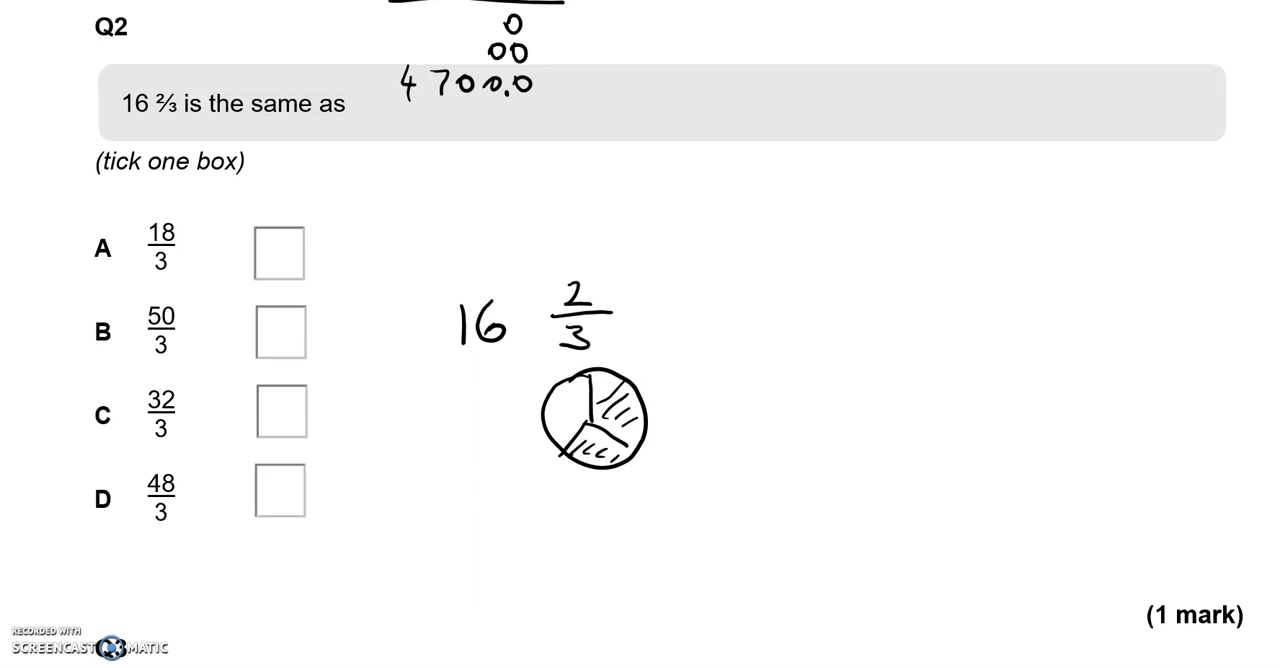 Q2
0
00
4700.0
16 ⅔ is the same as
(tick one box)
A 18/3
B 50/3
C 32/3
D 48/3
16 2/3
(1 mark)
RECORDED WITH
SCREENCAST-O-MATIC